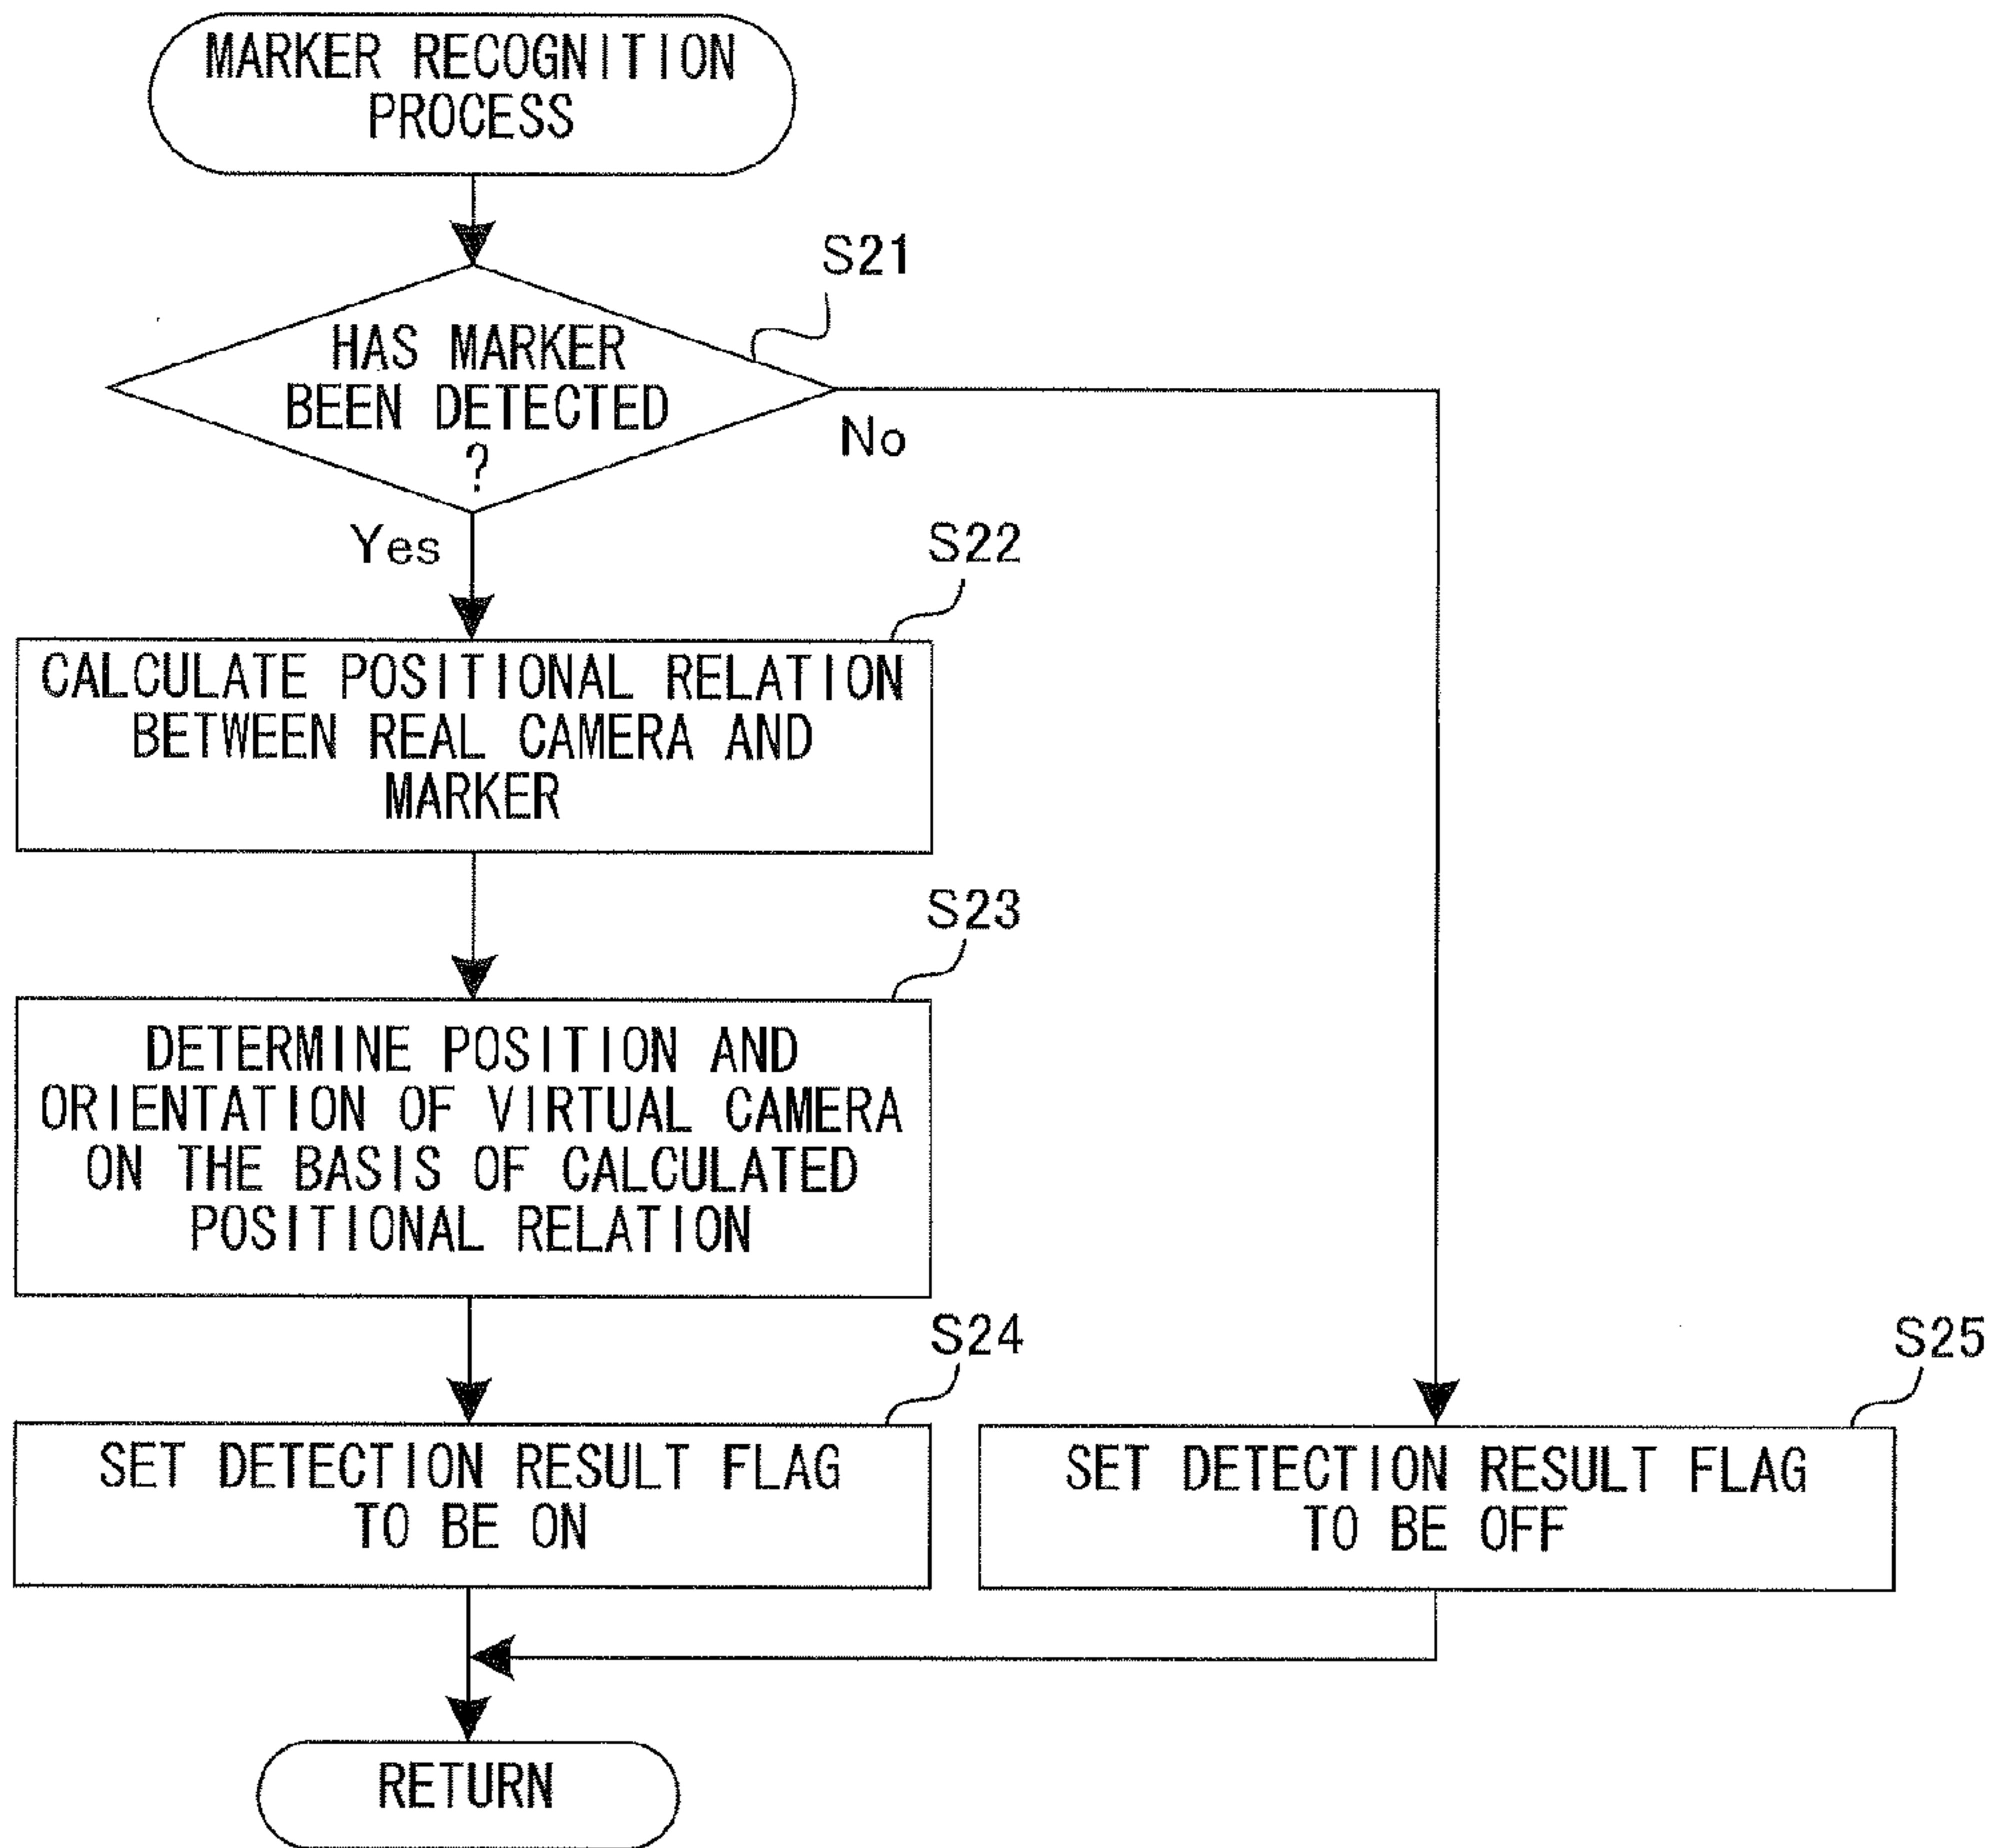 MARKER RECOGNITION
PROCESS
S21
HAS MARKER
BEEN DETECTED
?
No
Yes
S22
CALCULATE POSITIONAL RELATION
BETWEEN REAL CAMERA AND
MARKER
S23
DETERMINE POSITION AND
ORIENTATION OF VIRTUAL CAMERA
ON THE BASIS OF CALCULATED
POSITIONAL RELATION
S24
SET DETECTION RESULT FLAG
TO BE ON
S25
SET DETECTION RESULT FLAG
TO BE OFF
RETURN